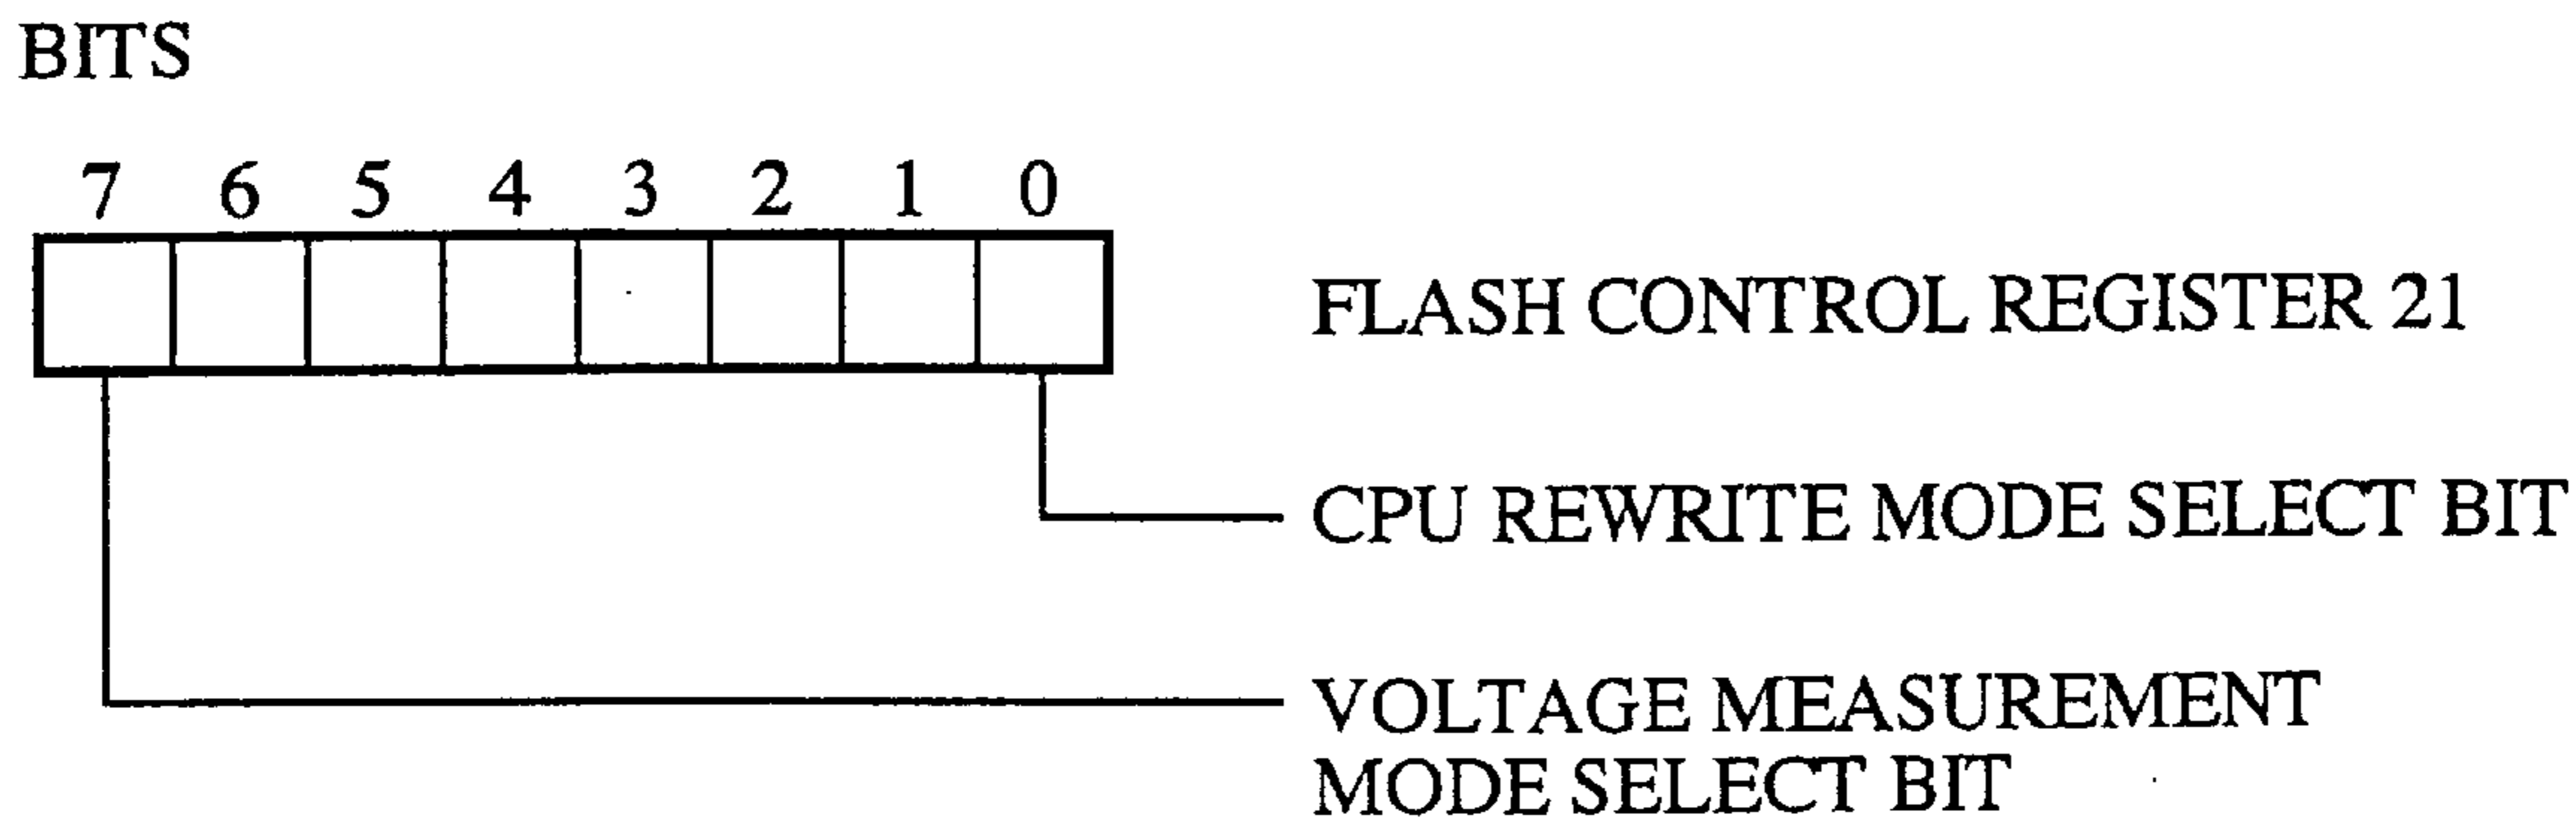 BITS
7 6 5 4 3 2 1 0
FLASH CONTROL REGISTER 21
CPU REWRITE MODE SELECT BIT
VOLTAGE MEASUREMENT
MODE SELECT BIT